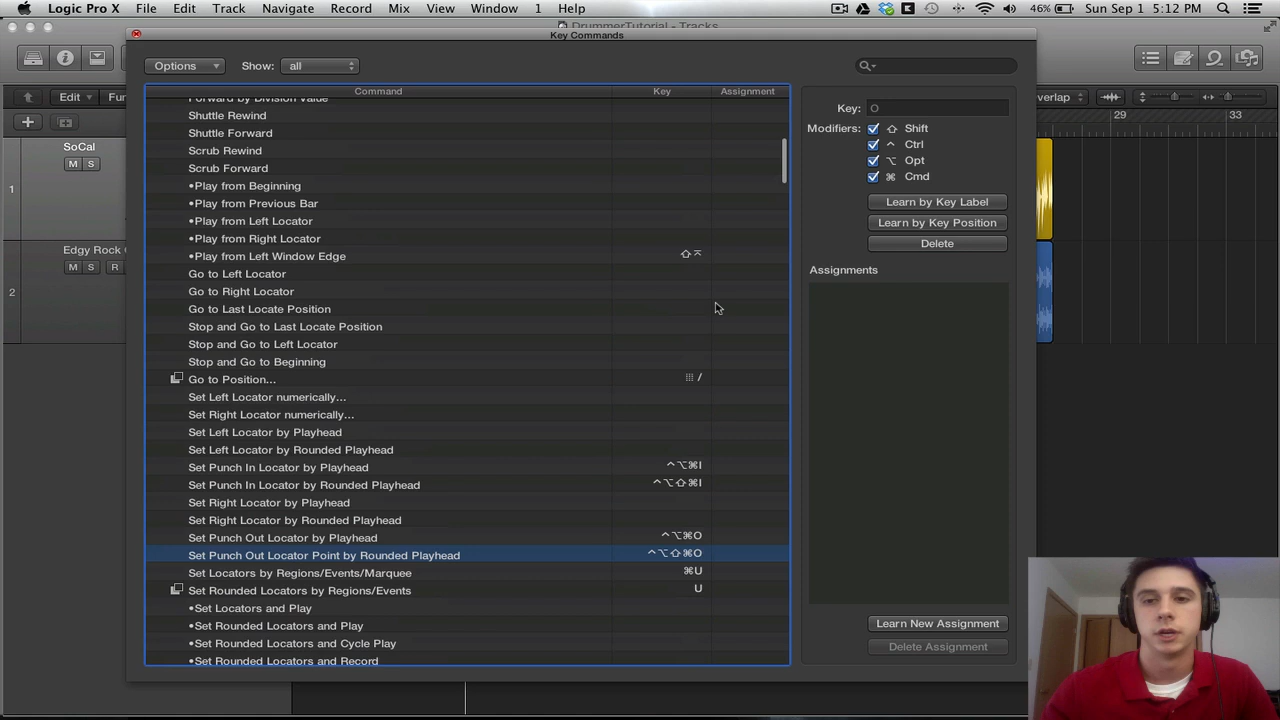 Logic Pro X File Edit Track Navigate Record Mix View Window 1 Help 46% Sun Sep 1 5:12 PM
DrummerTutorial - Tracks
Key Commands
Options Show: all
Edit Fun overlap
Command Key Assignment
29 33
Forward by Division Value
Shuttle Rewind
Shuttle Forward
Scrub Rewind
Scrub Forward
•Play from Beginning
•Play from Previous Bar
•Play from Left Locator
•Play from Right Locator
•Play from Left Window Edge ⇧⌅
Go to Left Locator
Go to Right Locator
Go to Last Locate Position
Stop and Go to Last Locate Position
Stop and Go to Left Locator
Stop and Go to Beginning
Go to Position... /
Set Left Locator numerically...
Set Right Locator numerically...
Set Left Locator by Playhead
Set Left Locator by Rounded Playhead
Set Punch In Locator by Playhead ^⌥⌘I
Set Punch In Locator by Rounded Playhead ^⌥⇧⌘I
Set Right Locator by Playhead
Set Right Locator by Rounded Playhead
Set Punch Out Locator by Playhead ^⌥⌘O
Set Punch Out Locator Point by Rounded Playhead ^⌥⇧⌘O
Set Locators by Regions/Events/Marquee ⌘U
Set Rounded Locators by Regions/Events U
•Set Locators and Play
•Set Rounded Locators and Play
•Set Rounded Locators and Cycle Play
•Set Rounded Locators and Record
Key: O
Modifiers: ⇧ Shift
^ Ctrl
⌥ Opt
⌘ Cmd
Learn by Key Label
Learn by Key Position
Delete
Assignments
Learn New Assignment
Delete Assignment
1
SoCal
M S
2
Edgy Rock
M S R